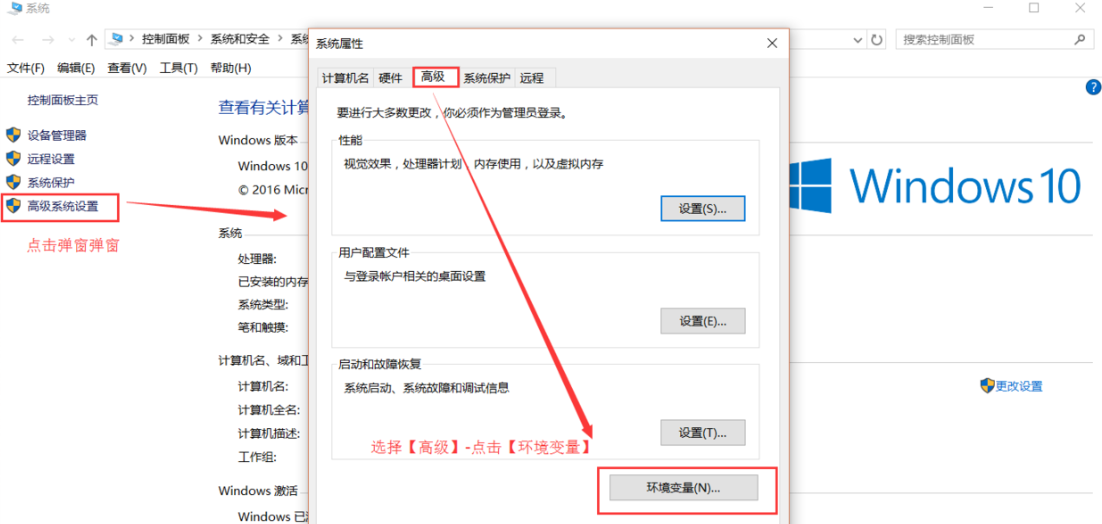 系统
控制面板 > 系统和安全 > 系统
搜索控制面板
文件(F) 编辑(E) 查看(V) 工具(T) 帮助(H)
控制面板主页
设备管理器
远程设置
系统保护
高级系统设置
点击弹窗弹窗
查看有关计算
Windows 版本
Windows 10
© 2016 Micr
系统
处理器:
已安装的内存
系统类型:
笔和触摸:
计算机名、域和工
计算机名:
计算机全名:
计算机描述:
工作组:
Windows 激活
Windows 已
系统属性
计算机名 硬件 高级 系统保护 远程
要进行大多数更改，你必须作为管理员登录。
性能
视觉效果，处理器计划，内存使用，以及虚拟内存
设置(S)...
用户配置文件
与登录帐户相关的桌面设置
设置(E)...
启动和故障恢复
系统启动、系统故障和调试信息
设置(T)...
选择【高级】-点击【环境变量】
环境变量(N)...
?
Windows 10
更改设置